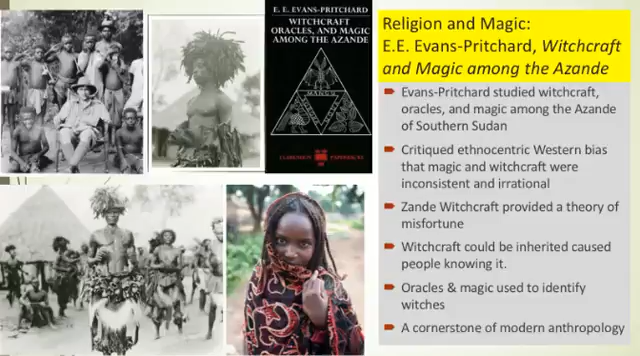 E. E. EVANS-PRITCHARD
WITCHCRAFT
ORACLES, AND MAGIC
AMONG THE AZANDE
CLARENDON PAPERBACKS
Religion and Magic:
E.E. Evans-Pritchard, Witchcraft
and Magic among the Azande
Evans-Pritchard studied witchcraft,
oracles, and magic among the Azande
of Southern Sudan
Critiqued ethnocentric Western bias
that magic and witchcraft were
inconsistent and irrational
Zande Witchcraft provided a theory of
misfortune
Witchcraft could be inherited caused
people knowing it.
Oracles & magic used to identify
witches
A cornerstone of modern anthropology